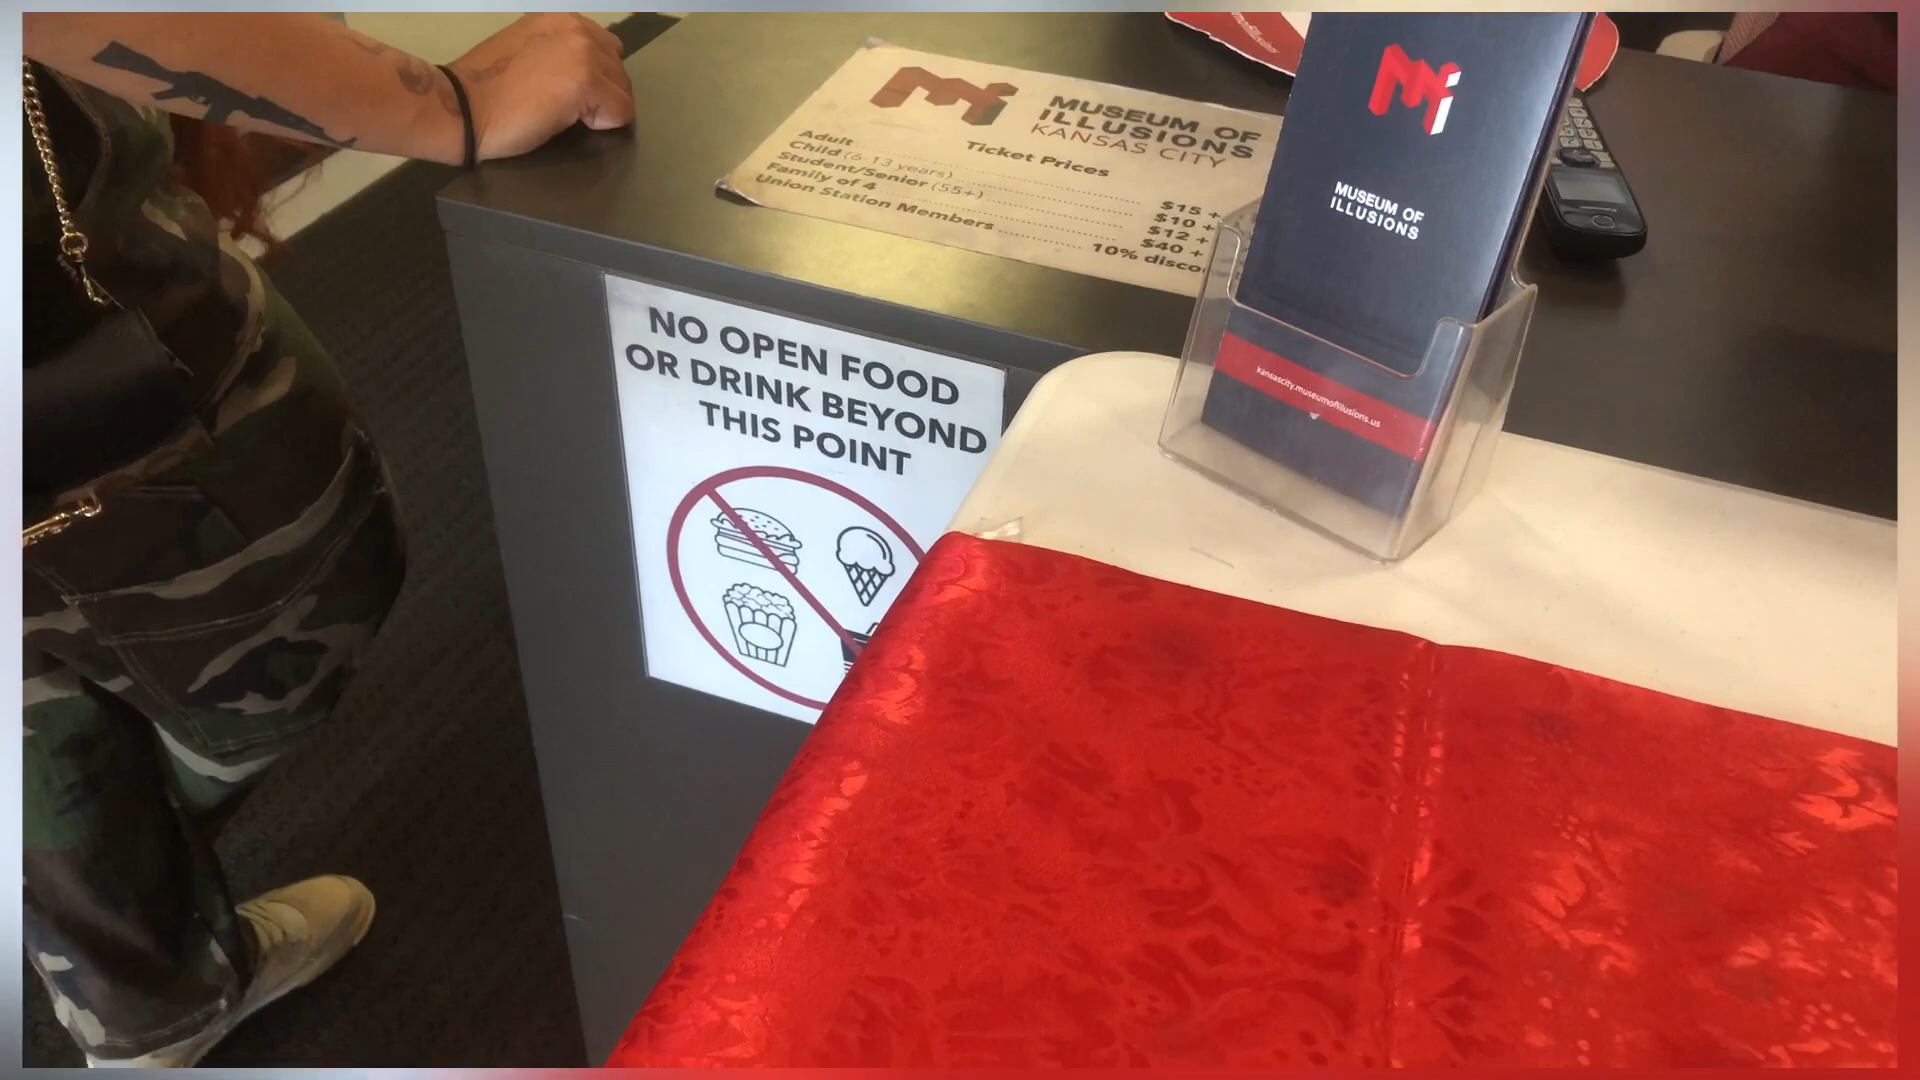 MUSEUM OF
ILLUSIONS
KANSAS CITY
Ticket Prices
Adult $15 +
Child (6-13 years) $10 +
Student/Senior (55+) $12 +
Family of 4 $40 +
Union Station Members 10% disco
NO OPEN FOOD
OR DRINK BEYOND
THIS POINT
MUSEUM OF
ILLUSIONS
kansascity.museumofillusions.us